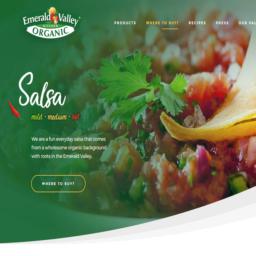 Emerald Valley
KITCHEN
ORGANIC
PRODUCTS WHERE TO BUY? RECIPES PRESS OUR VAL
Salsa
mild • medium • hot
We are a fun everyday salsa that comes
from a wholesome organic background
with roots in the Emerald Valley.
WHERE TO BUY?